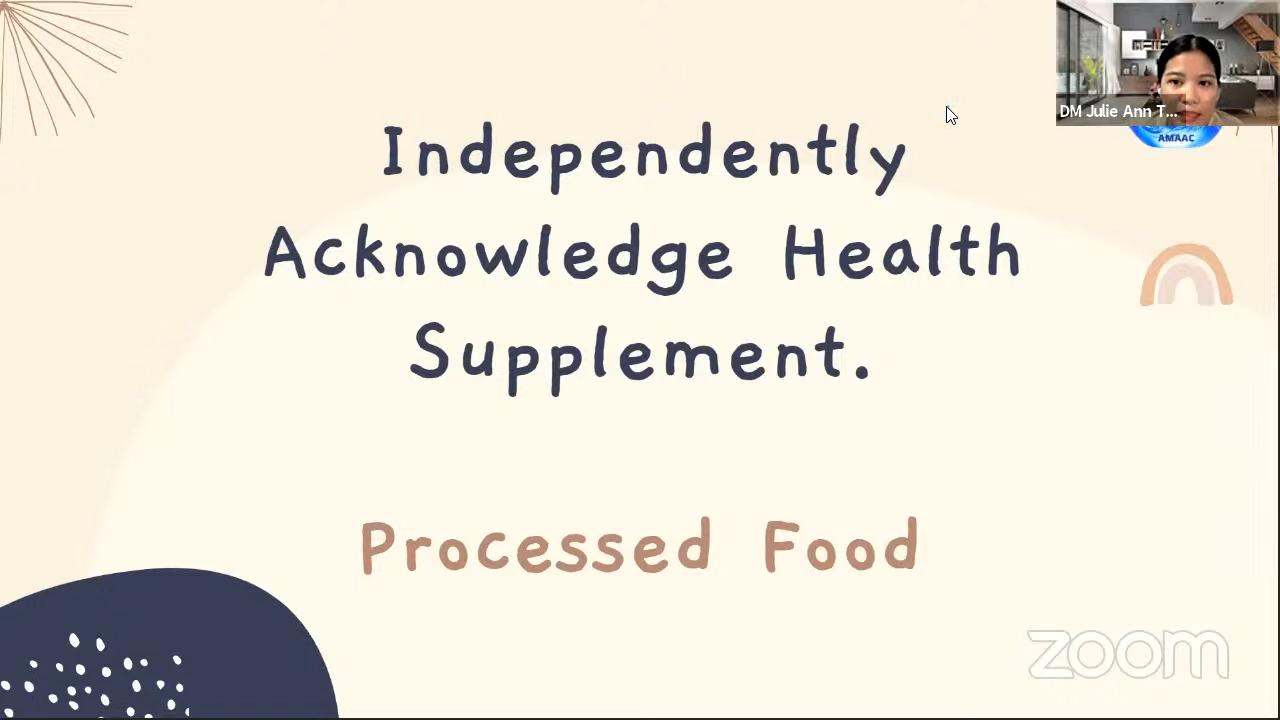 DM Julie Ann T...
AMAAC
Independently
Acknowledge Health
Supplement.
Processed Food
zoom